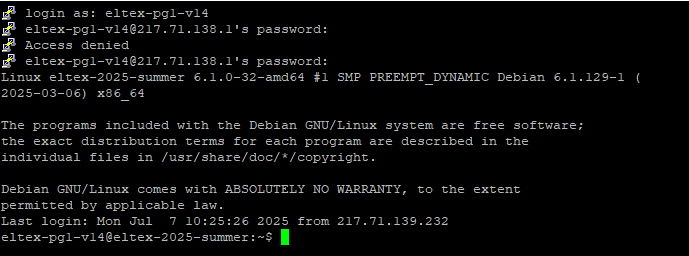 login as: eltex-pg1-v14
eltex-pg1-v14@217.71.138.1's password:
Access denied
eltex-pg1-v14@217.71.138.1's password:
Linux eltex-2025-summer 6.1.0-32-amd64 #1 SMP PREEMPT_DYNAMIC Debian 6.1.129-1 (
2025-03-06) x86_64
The programs included with the Debian GNU/Linux system are free software;
the exact distribution terms for each program are described in the
individual files in /usr/share/doc/*/copyright.
Debian GNU/Linux comes with ABSOLUTELY NO WARRANTY, to the extent
permitted by applicable law.
Last login: Mon Jul  7 10:25:26 2025 from 217.71.139.232
eltex-pg1-v14@eltex-2025-summer:~$